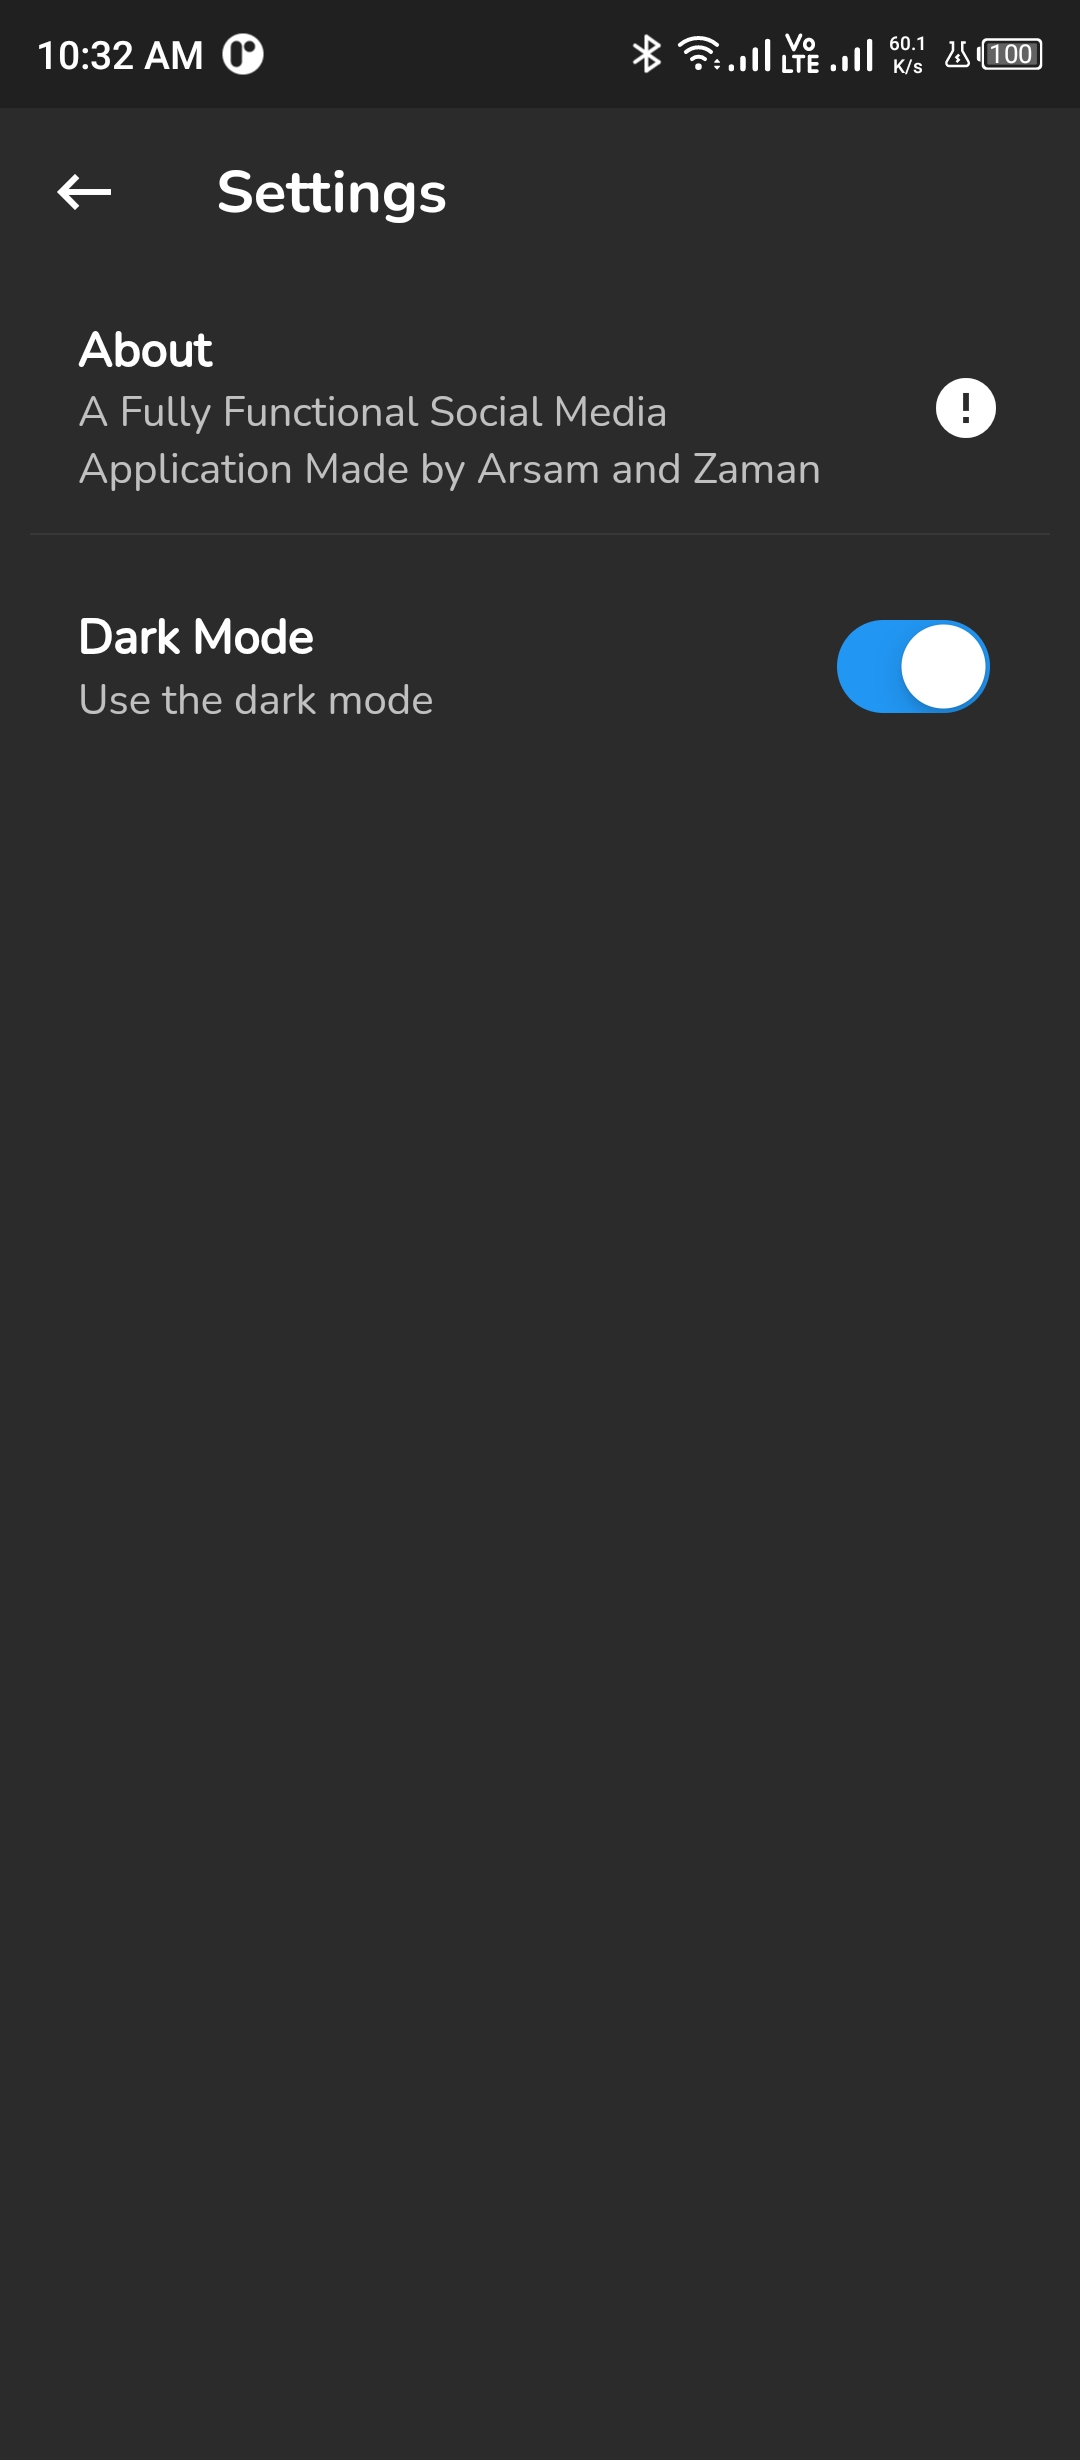 10:32 AM
Vo
LTE
60.1
K/s
100
Settings
About
A Fully Functional Social Media
Application Made by Arsam and Zaman
Dark Mode
Use the dark mode